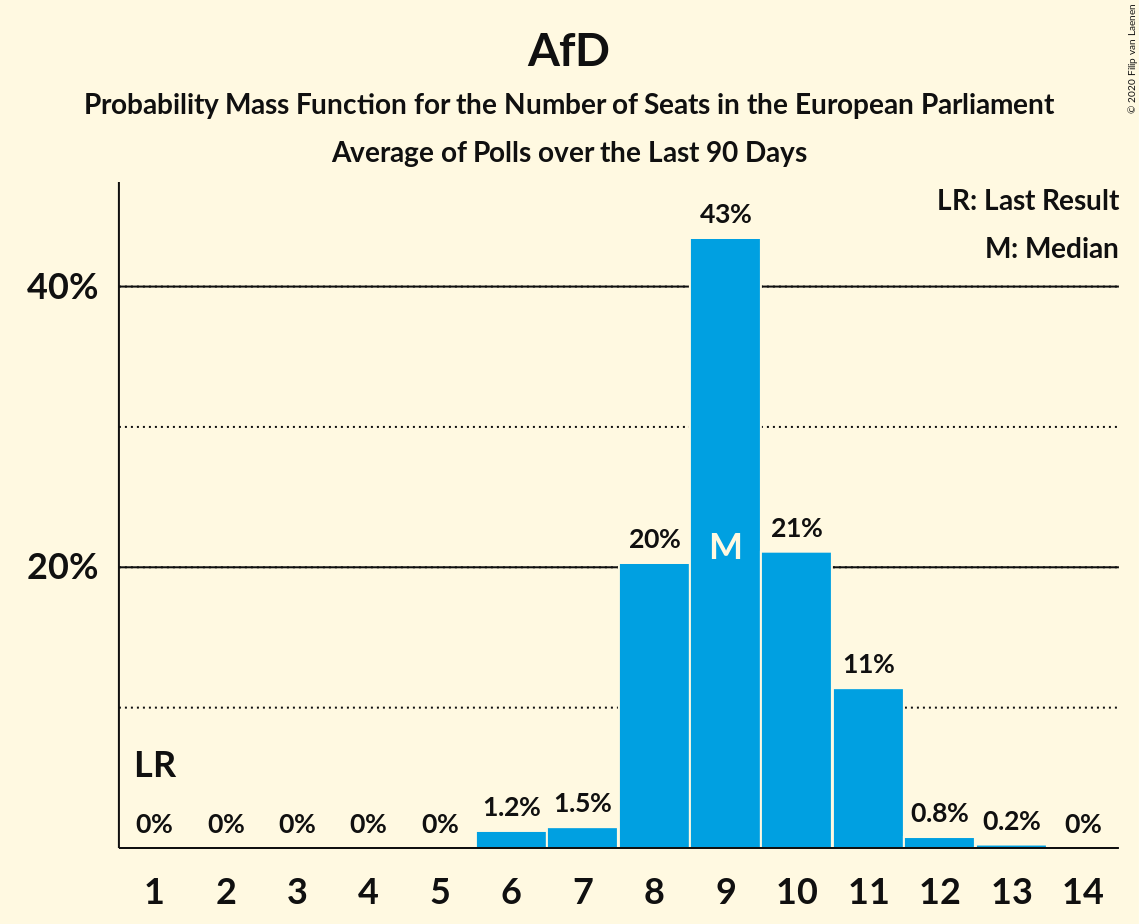 AfD
Probability Mass Function for the Number of Seats in the European Parliament
Average of Polls over the Last 90 Days
© 2020 Filip van Laenen
LR: Last Result
M: Median
43%
40%
20%
M
21%
20%
11%
LR
0%
0%
0%
0%
0%
1.2%
1.5%
0.8%
0.2%
0%
1 2 3 4 5 6 7 8 9 10 11 12 13 14